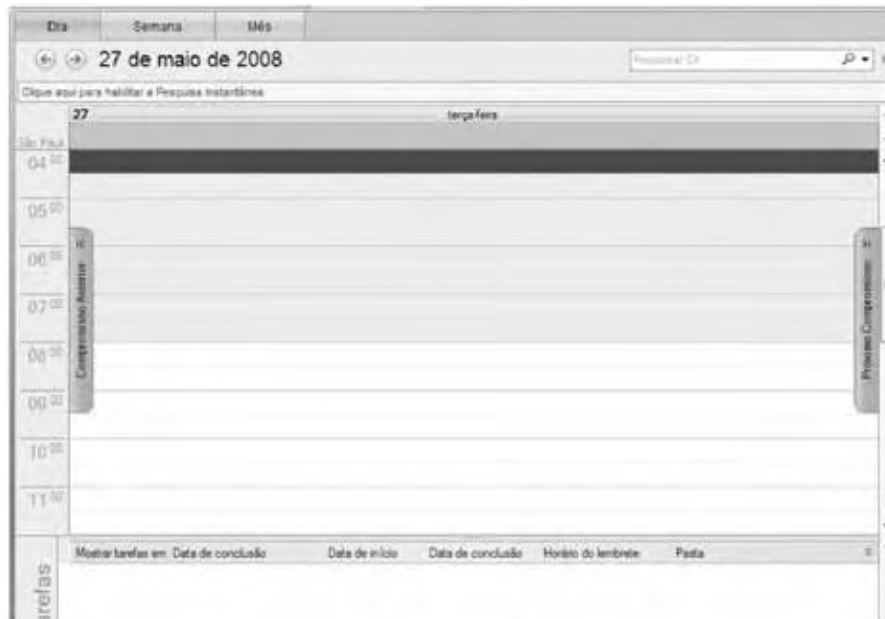 Dia Semana Mês
27 de maio de 2008
Clique aqui para habilitar a Pesquisa Instantânea
27 terça-feira
São Paulo
04 00
05 00
06 00
07 00
08 00
09 00
10 00
11 00
Compromisso Anterior
Próximo Compromisso
Mostrar tarefas em: Data de conclusão Data de início Data de conclusão Horário do lembrete Pasta
arefas